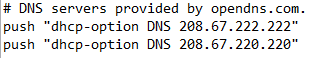 # DNS servers provided by opendns.com.
push "dhcp-option DNS 208.67.222.222"
push "dhcp-option DNS 208.67.220.220"